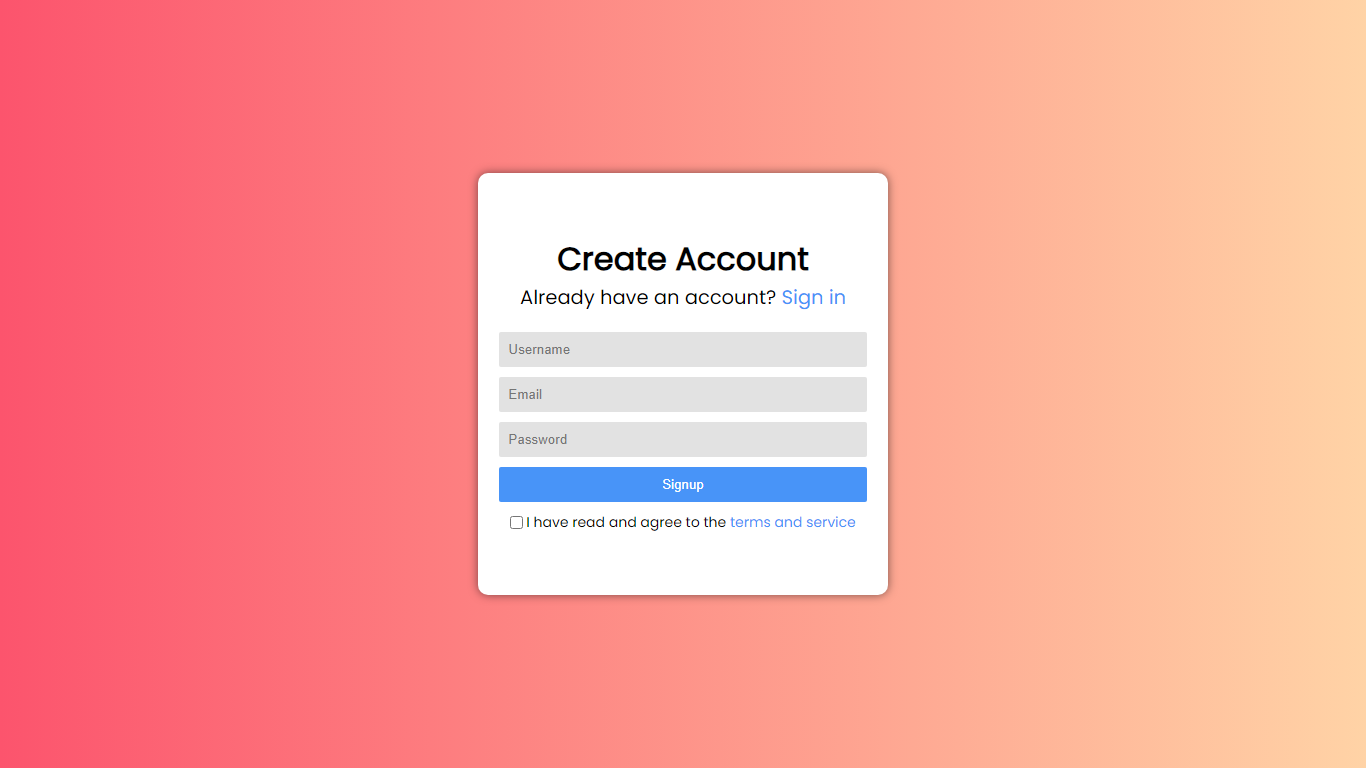 Create Account
Already have an account? Sign in
Username
Email
Password
Signup
I have read and agree to the terms and service